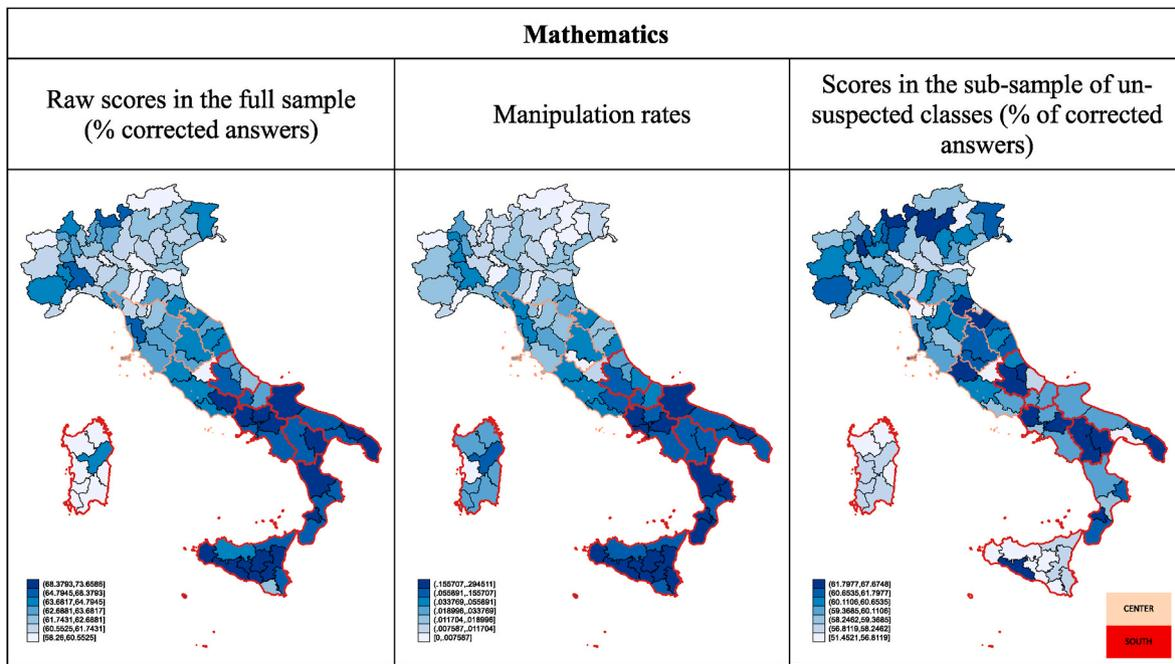 Mathematics
Raw scores in the full sample
(% corrected answers)
Manipulation rates
Scores in the sub-sample of un-
suspected classes (% of corrected
answers)
(68.3793,73.6585]
(64.7945,68.3793]
(63.6817,64.7945]
(62.6881,63.6817]
(61.7431,62.6881]
(60.5525,61.7431]
[58.26,60.5525]
(.155707,.294511]
(.055691,.155707]
(.033769,.055691]
(.018996,.033769]
(.011704,.018996]
(.007587,.011704]
[0,.007587]
(61.7977,67.6748]
(60.6535,61.7977]
(60.1106,60.6535]
(59.3685,60.1106]
(58.2462,59.3685]
(56.8119,58.2462]
[51.4521,56.8119]
CENTER
SOUTH